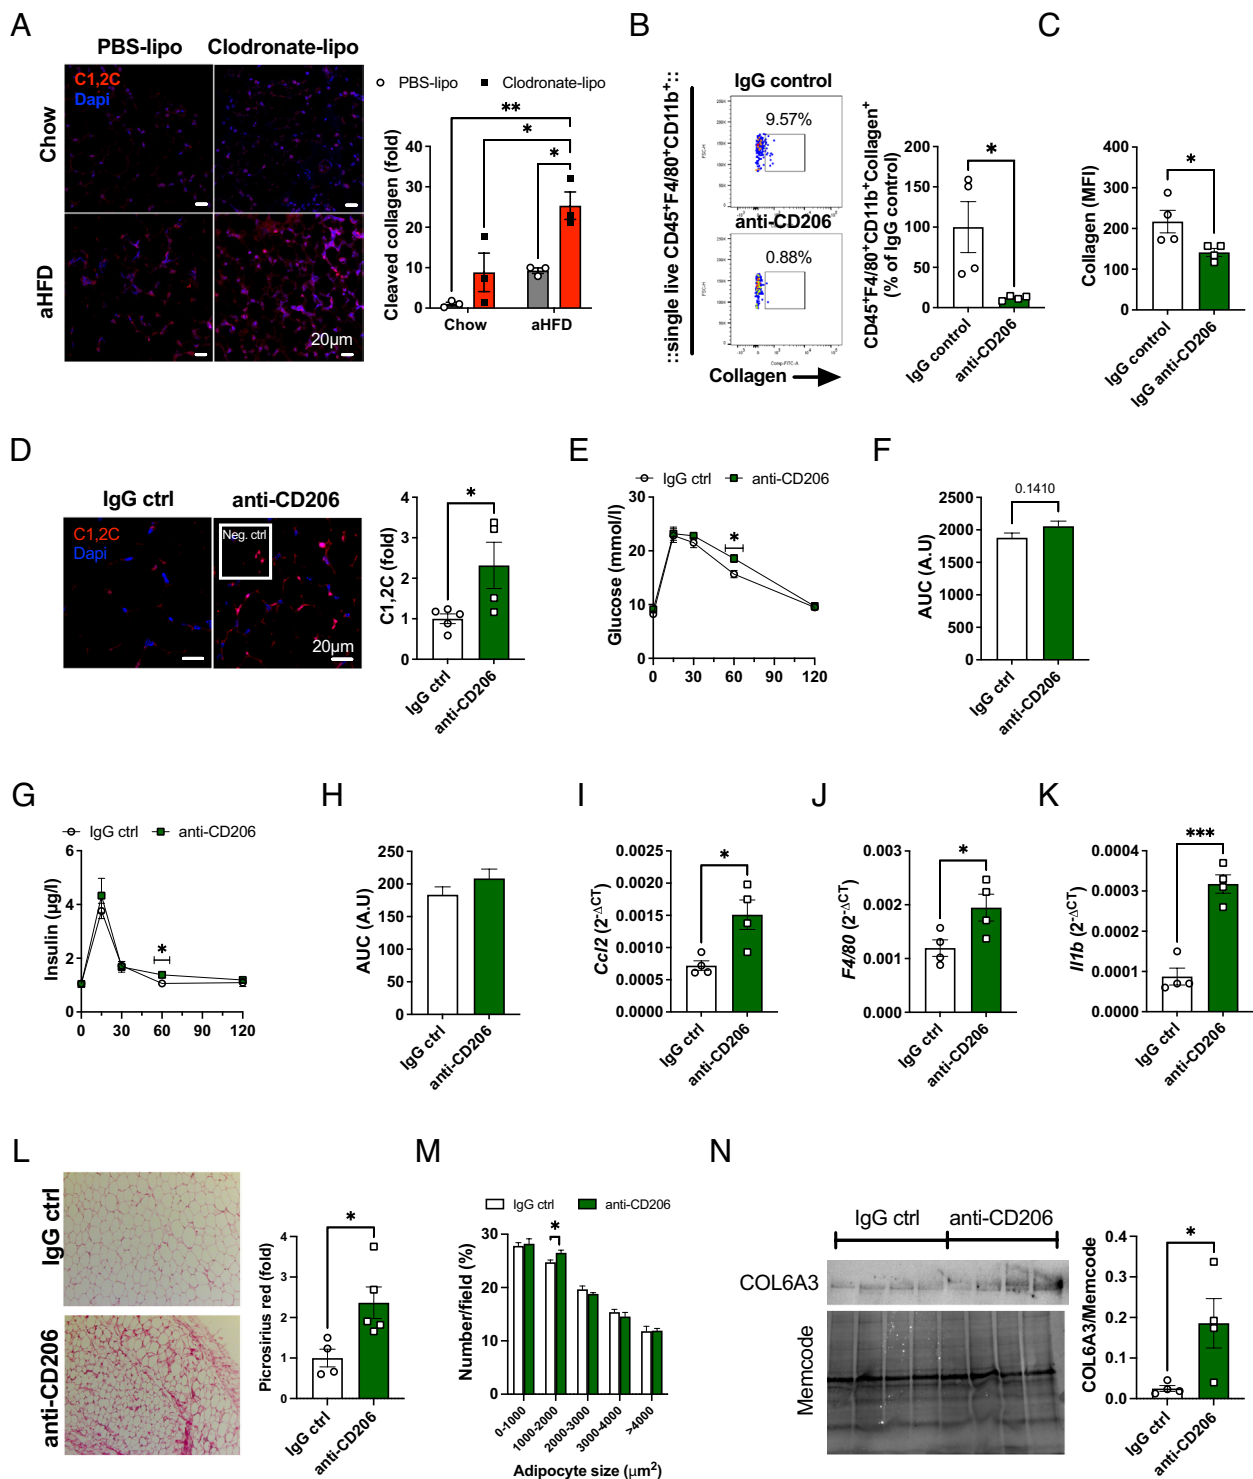 A
PBS-lipo Clodronate-lipo
C1,2C
Dapi
Chow
aHFD
20μm
PBS-lipo Clodronate-lipo
Cleaved collagen (fold)
40
30
20
10
0
** * *
Chow aHFD
B
::single live CD45+F4/80+CD11b+::
IgG control
9.57%
anti-CD206
0.88%
Collagen
CD45+F4/80+CD11b+Collagen+
(% of IgG control)
200
150
100
50
0
*
IgG control
anti-CD206
C
Collagen (MFI)
400
300
200
100
0
*
IgG control
IgG anti-CD206
D
IgG ctrl anti-CD206
C1,2C
Dapi
Neg. ctrl
20μm
C1,2C (fold)
4
3
2
1
0
*
IgG ctrl
anti-CD206
E
IgG ctrl anti-CD206
Glucose (mmol/l)
30
20
10
0
*
0 30 60 90 120
F
AUC (A.U)
2500
2000
1500
1000
500
0
0.1410
IgG ctrl
anti-CD206
G
IgG ctrl anti-CD206
Insulin (μg/l)
6
4
2
0
*
0 30 60 90 120
H
AUC (A.U)
250
200
150
100
50
0
IgG ctrl
anti-CD206
I
Ccl2 (2-ΔCT)
0.0025
0.0020
0.0015
0.0010
0.0005
0.0000
*
IgG ctrl
anti-CD206
J
F4/80 (2-ΔCT)
0.003
0.002
0.001
0.000
*
IgG ctrl
anti-CD206
K
Il1b (2-ΔCT)
0.0004
0.0003
0.0002
0.0001
0.0000
***
IgG ctrl
anti-CD206
L
IgG ctrl
anti-CD206
Picrosirius red (fold)
4
3
2
1
0
*
IgG ctrl
anti-CD206
M
IgG ctrl anti-CD206
Number/field (%)
30
20
10
0
*
0-1000
1000-2000
2000-3000
3000-4000
>4000
Adipocyte size (μm2)
N
IgG ctrl anti-CD206
COL6A3
Memcode
COL6A3/Memcode
0.4
0.3
0.2
0.1
0.0
*
IgG ctrl
anti-CD206